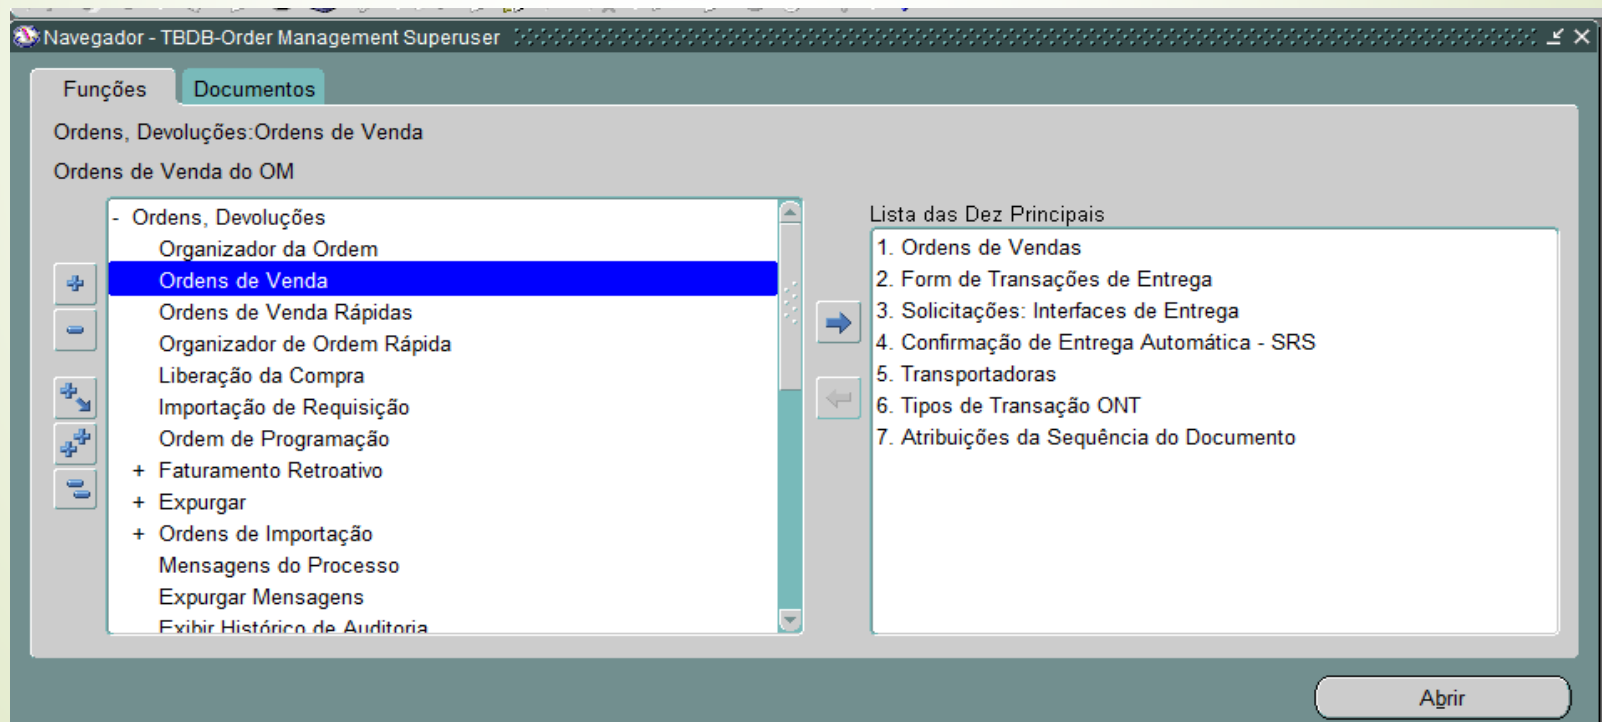 Navegador - TBDB-Order Management Superuser
Funções
Documentos
Ordens, Devoluções:Ordens de Venda
Ordens de Venda do OM
- Ordens, Devoluções
Organizador da Ordem
Ordens de Venda
Ordens de Venda Rápidas
Organizador de Ordem Rápida
Liberação da Compra
Importação de Requisição
Ordem de Programação
+ Faturamento Retroativo
+ Expurgar
+ Ordens de Importação
Mensagens do Processo
Expurgar Mensagens
Exibir Histórico de Auditoria
Lista das Dez Principais
1. Ordens de Vendas
2. Form de Transações de Entrega
3. Solicitações: Interfaces de Entrega
4. Confirmação de Entrega Automática - SRS
5. Transportadoras
6. Tipos de Transação ONT
7. Atribuições da Sequência do Documento
Abrir